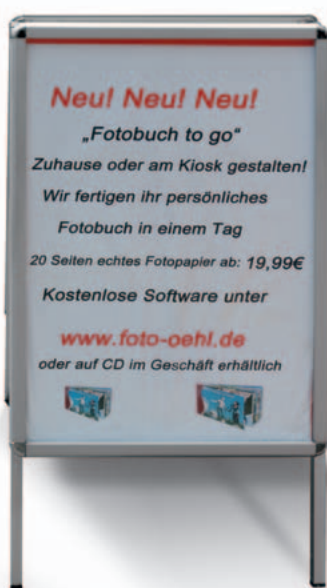 Neu! Neu! Neu!
„Fotobuch to go“
Zuhause oder am Kiosk gestalten!
Wir fertigen ihr persönliches
Fotobuch in einem Tag
20 Seiten echtes Fotopapier ab: 19,99€
Kostenlose Software unter
www.foto-oehl.de
oder auf CD im Geschäft erhältlich